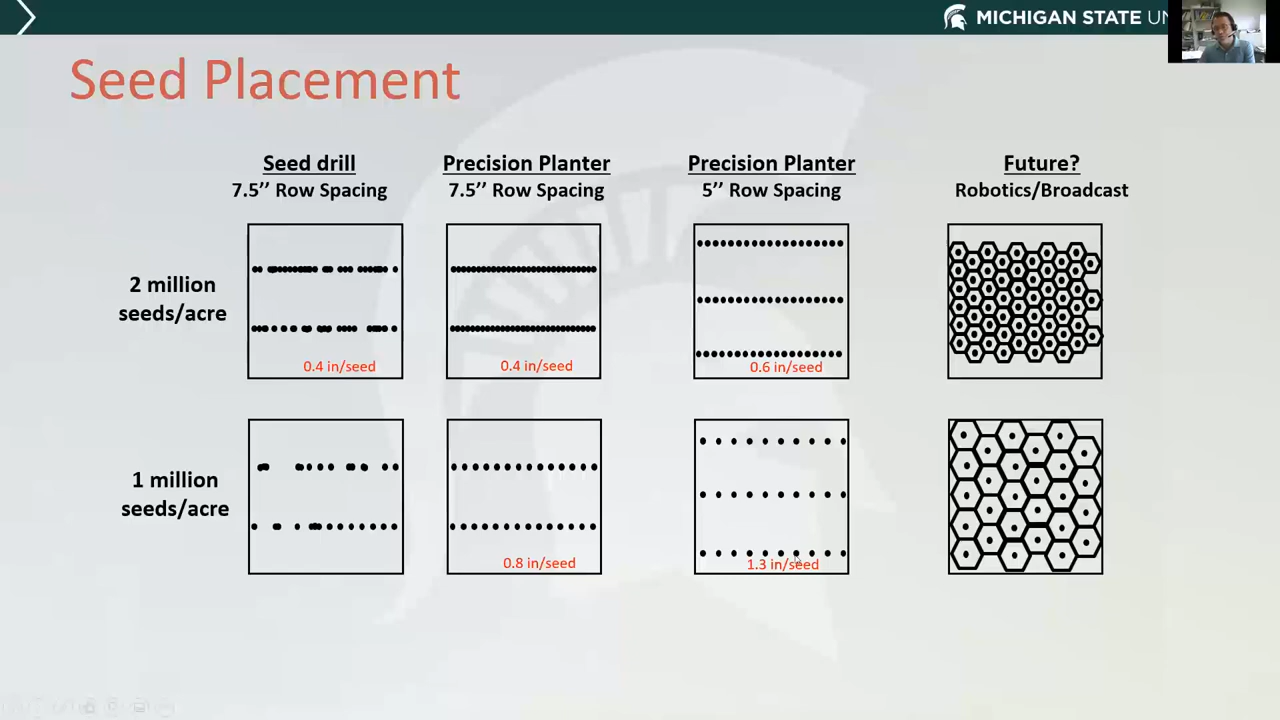 MICHIGAN STATE
Seed Placement
Seed drill
7.5’’ Row Spacing
Precision Planter
7.5’’ Row Spacing
Precision Planter
5’’ Row Spacing
Future?
Robotics/Broadcast
2 million
seeds/acre
0.4 in/seed
0.4 in/seed
0.6 in/seed
1 million
seeds/acre
0.8 in/seed
1.3 in/seed